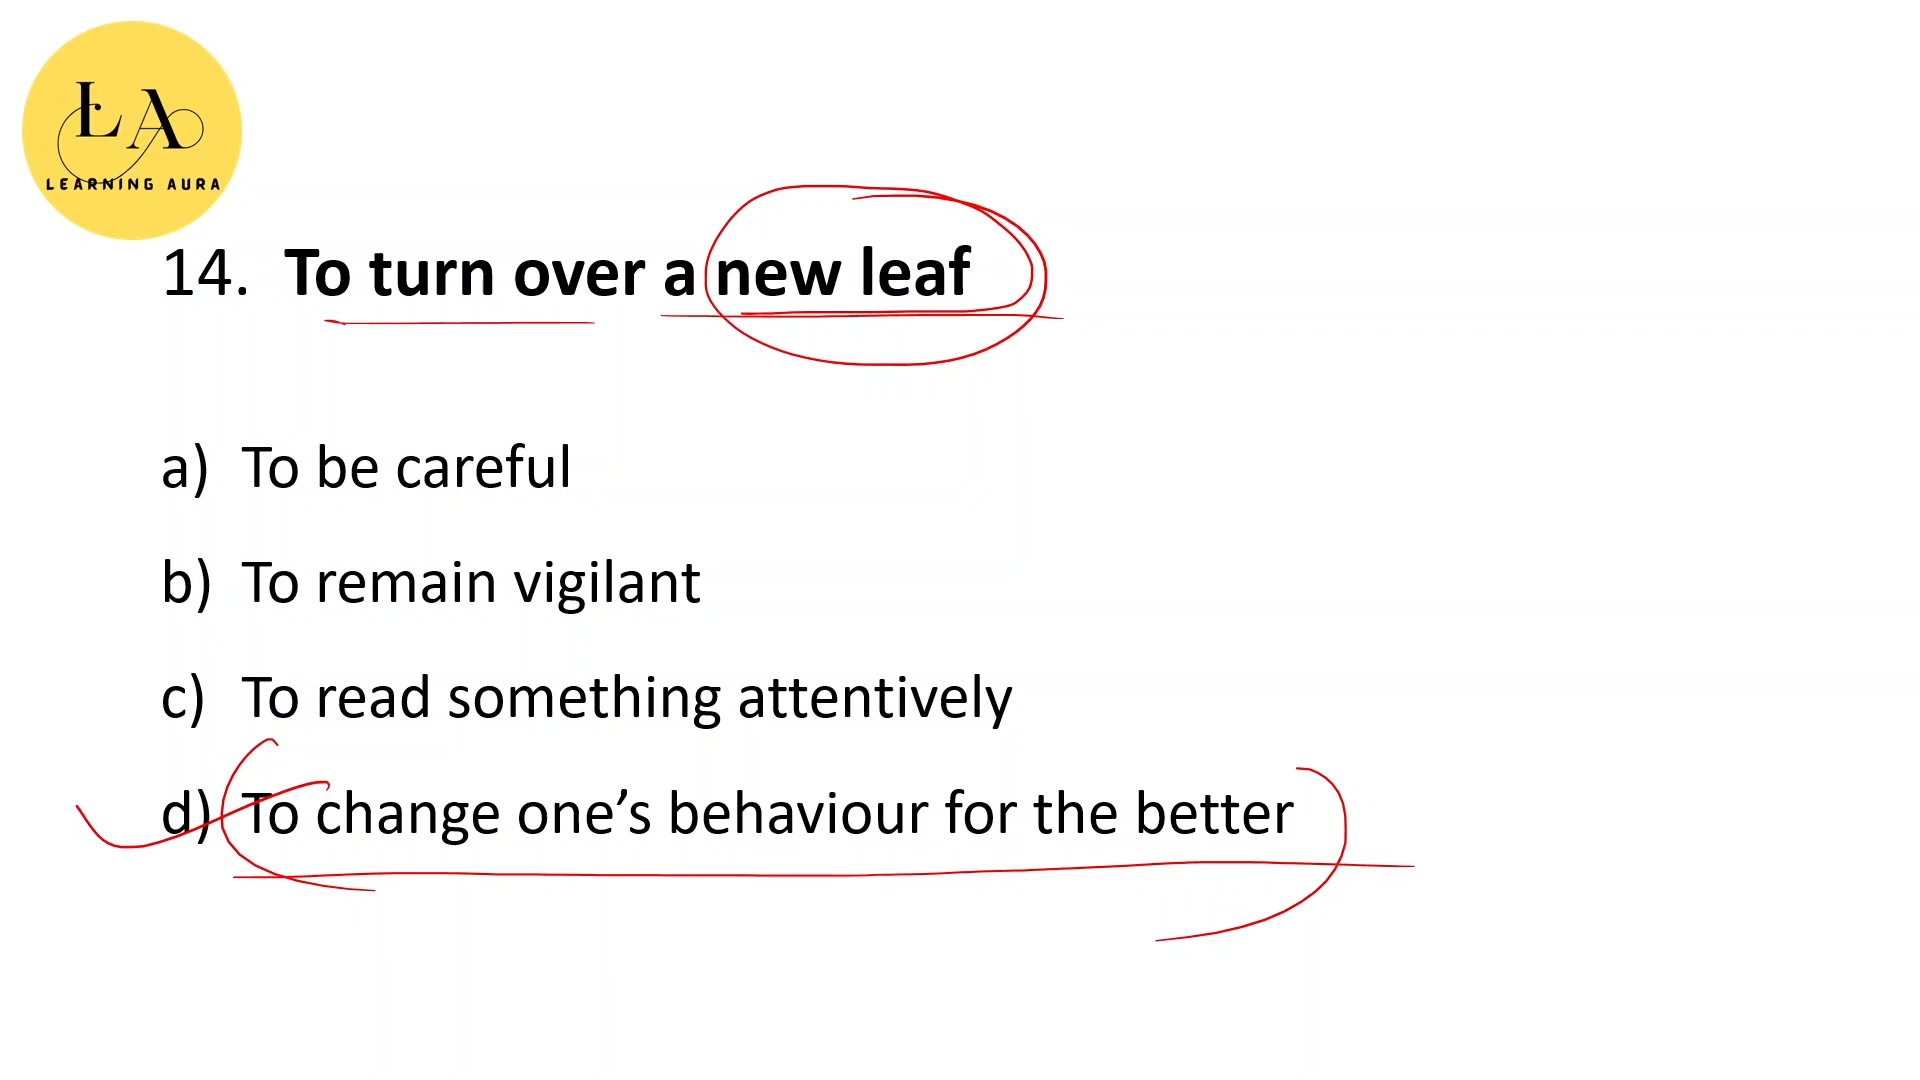 LA
LEARNING AURA
14. To turn over a new leaf
a) To be careful
b) To remain vigilant
c) To read something attentively
d) To change one’s behaviour for the better